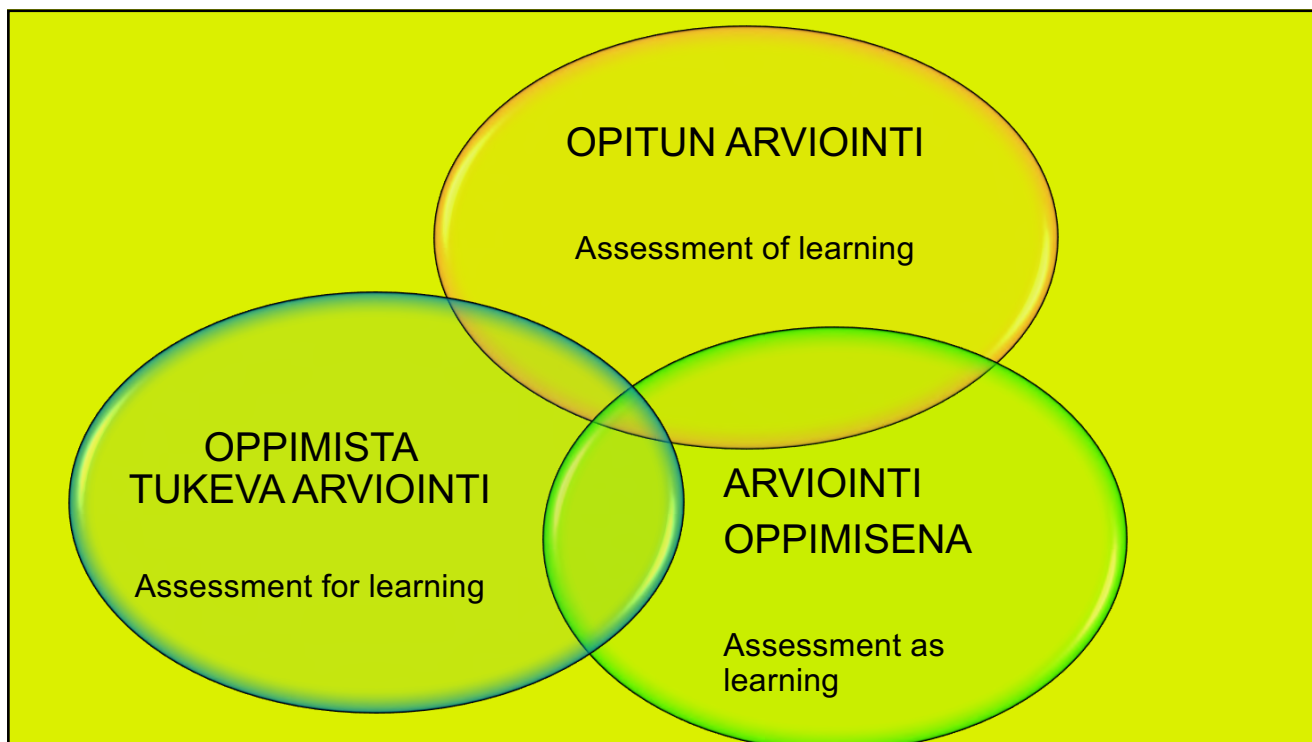 OPITUN ARVIOINTI
Assessment of learning
OPPIMISTA
TUKEVA ARVIOINTI
Assessment for learning
ARVIOINTI
OPPIMISENA
Assessment as
learning